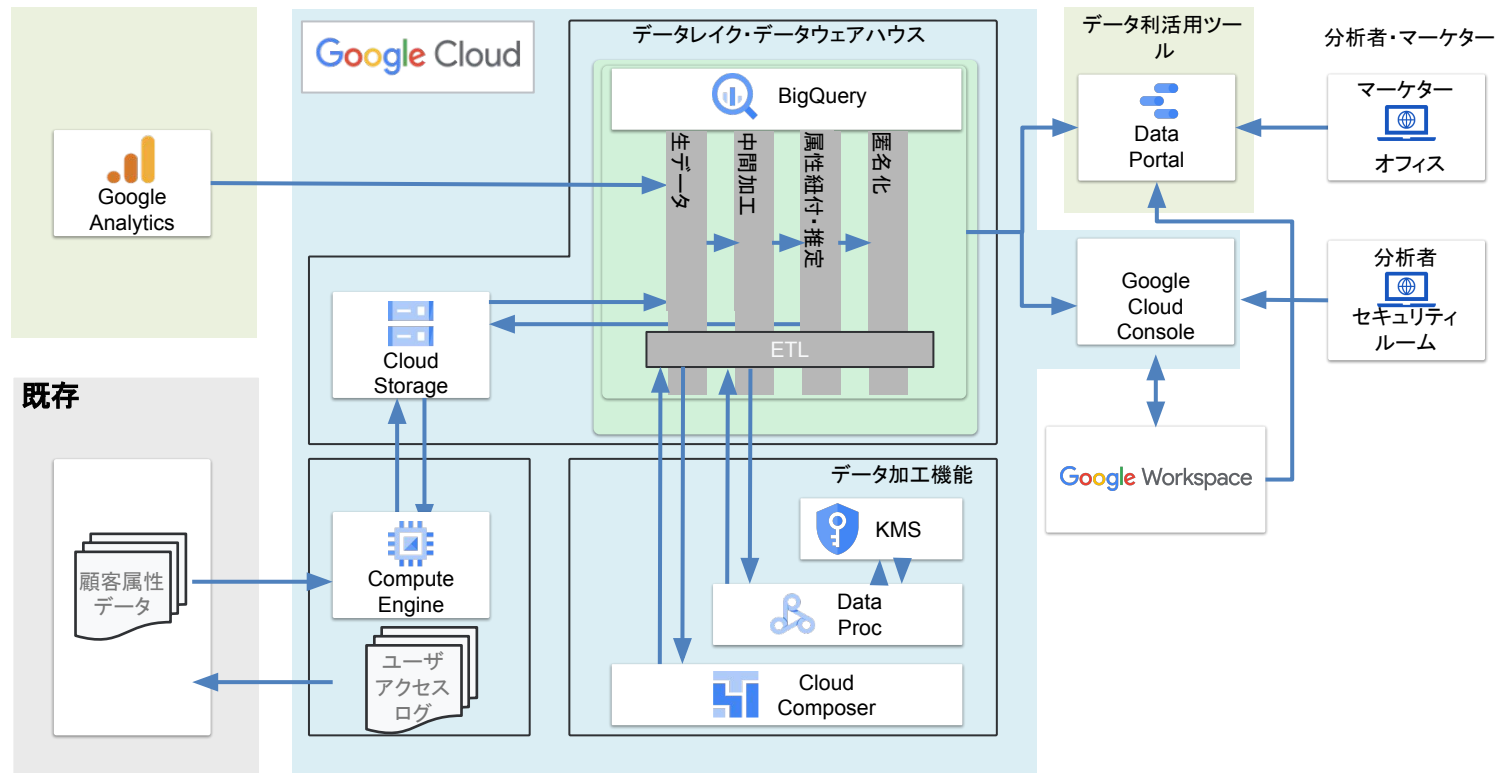 Google Cloud
データレイク・データウェアハウス
BigQuery
生データ
中間加工
属性紐付・推定
匿名化
ETL
Google
Analytics
Cloud
Storage
既存
顧客属性
データ
Compute
Engine
ユーザ
アクセス
ログ
データ加工機能
KMS
Data
Proc
Cloud
Composer
データ利活用ツー
ル
Data
Portal
Google
Cloud
Console
Google Workspace
分析者・マーケター
マーケター
オフィス
分析者
セキュリティ
ルーム